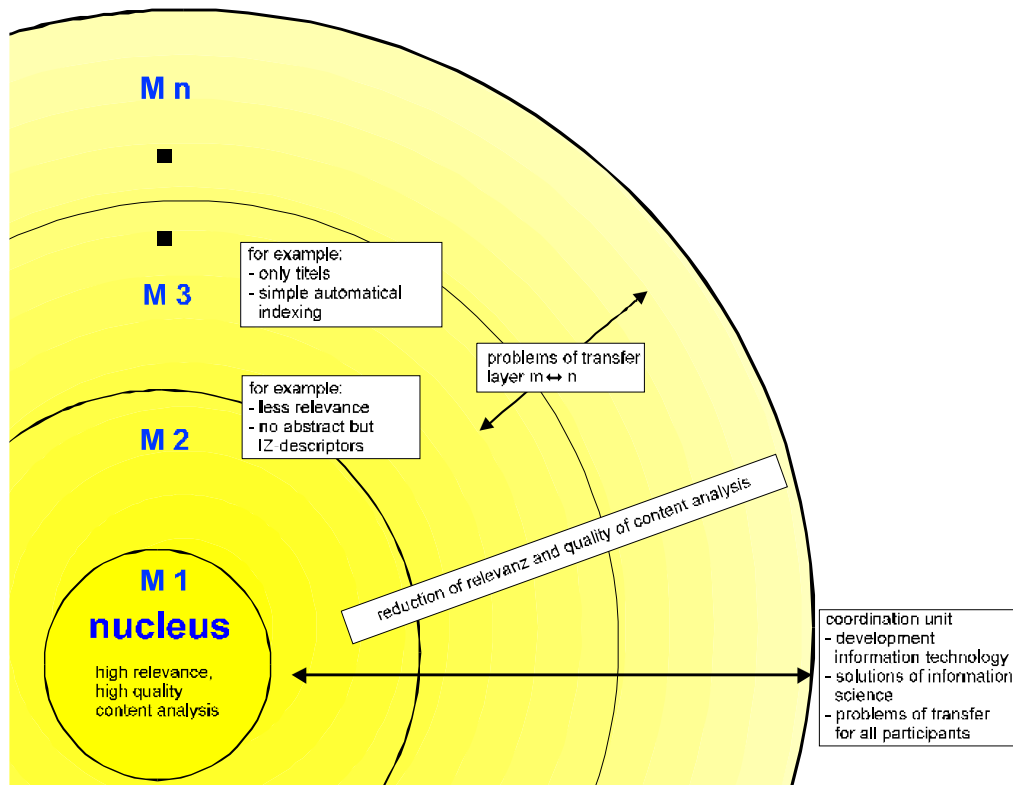 M n
for example:
- only titels
- simple automatical
indexing
M 3
problems of transfer
layer m ↔ n
for example:
- less relevance
- no abstract but
IZ-descriptors
M 2
reduction of relevanz and quality of content analysis
M 1
nucleus
high relevance,
high quality
content analysis
coordination unit
- development
information technology
- solutions of information
science
- problems of transfer
for all participants